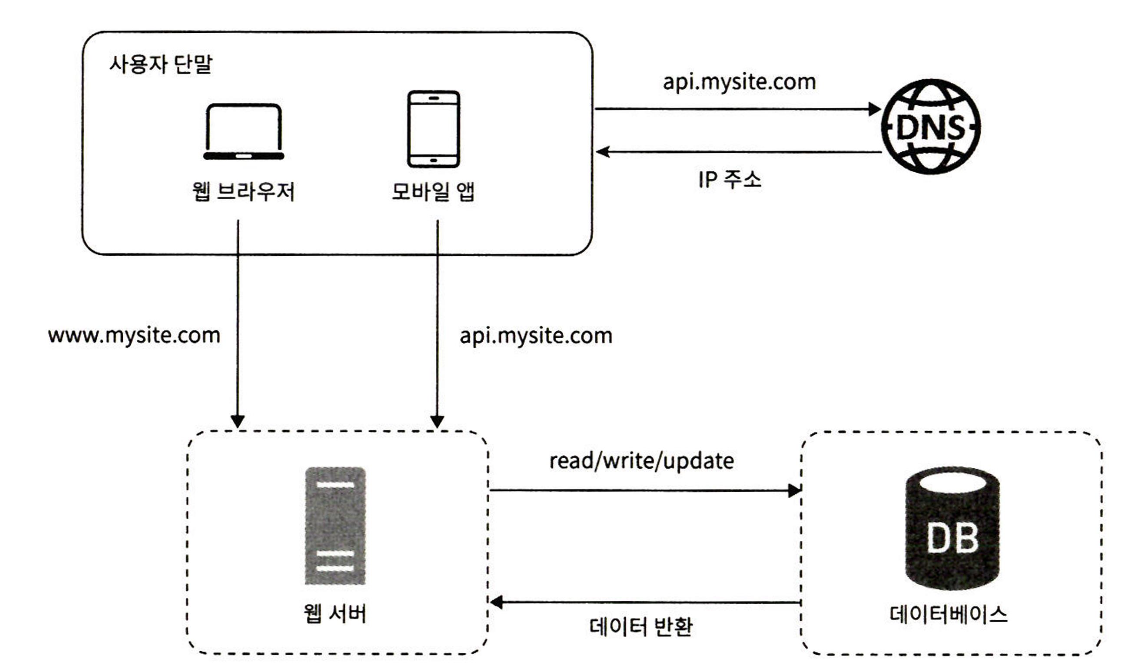 사용자 단말
api.mysite.com
DNS
웹 브라우저
모바일 앱
IP 주소
www.mysite.com
api.mysite.com
read/write/update
DB
웹 서버
데이터 반환
데이터베이스